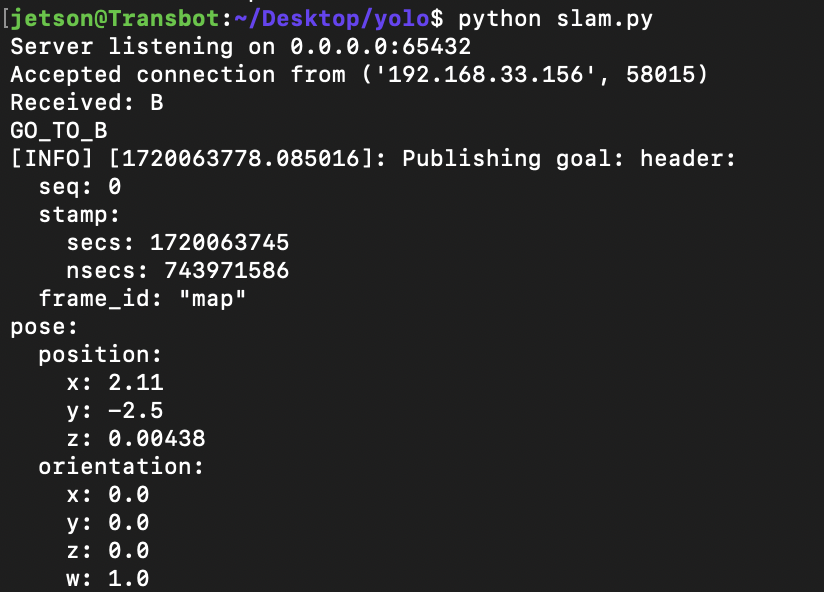 [jetson@Transbot:~/Desktop/yolo$ python slam.py
Server listening on 0.0.0.0:65432
Accepted connection from ('192.168.33.156', 58015)
Received: B
GO_TO_B
[INFO] [1720063778.085016]: Publishing goal: header:
  seq: 0
  stamp:
    secs: 1720063745
    nsecs: 743971586
  frame_id: "map"
pose:
  position:
    x: 2.11
    y: -2.5
    z: 0.00438
  orientation:
    x: 0.0
    y: 0.0
    z: 0.0
    w: 1.0